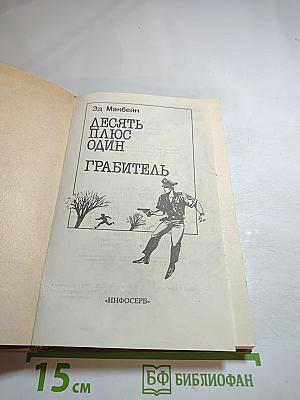 Эд Макбейн
ДЕСЯТЬ
ПЛЮС
ОДИН
ГРАБИТЕЛЬ
«ИНФОСЕРВ»
15 см
БФ БИБЛИОФАН